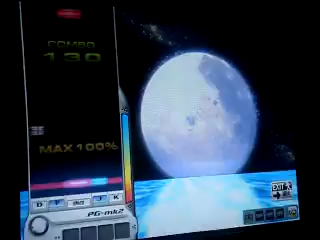 COMBO
130
MAX 100%
D F J K
PG-mk2
EXIT